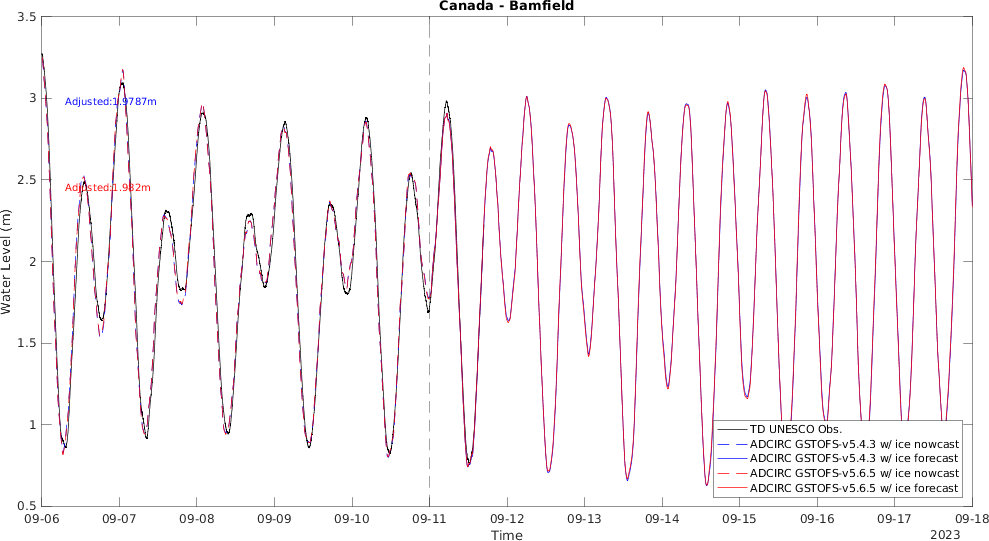 Canada - Bamfield
3.5
3
2.5
2
1.5
1
0.5
Water Level (m)
Adjusted:1.9787m
Adjusted:1.982m
TD UNESCO Obs.
ADCIRC GSTOFS-v5.4.3 w/ ice nowcast
ADCIRC GSTOFS-v5.4.3 w/ ice forecast
ADCIRC GSTOFS-v5.6.5 w/ ice nowcast
ADCIRC GSTOFS-v5.6.5 w/ ice forecast
09-06 09-07 09-08 09-09 09-10 09-11 09-12 09-13 09-14 09-15 09-16 09-17 09-18
Time
2023